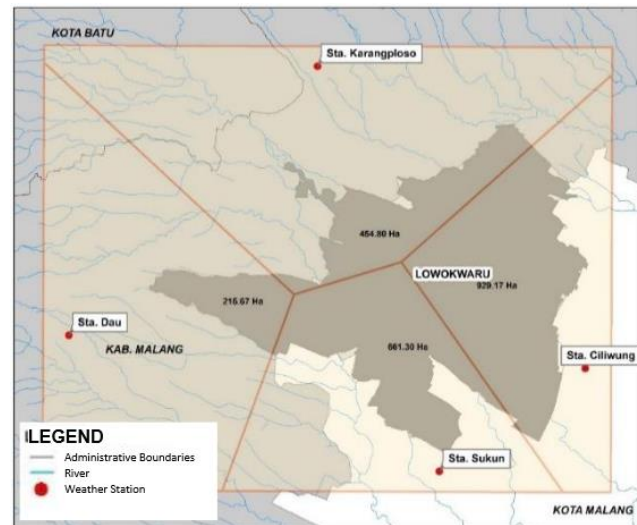 KOTA BATU
Sta. Karangploso
454.80 Ha
LOWOKWARU
929.17 Ha
216.67 Ha
Sta. Dau
KAB. MALANG
661.30 Ha
Sta. Ciliwung
LEGEND
Administrative Boundaries
River
Weather Station
Sta. Sukun
KOTA MALANG